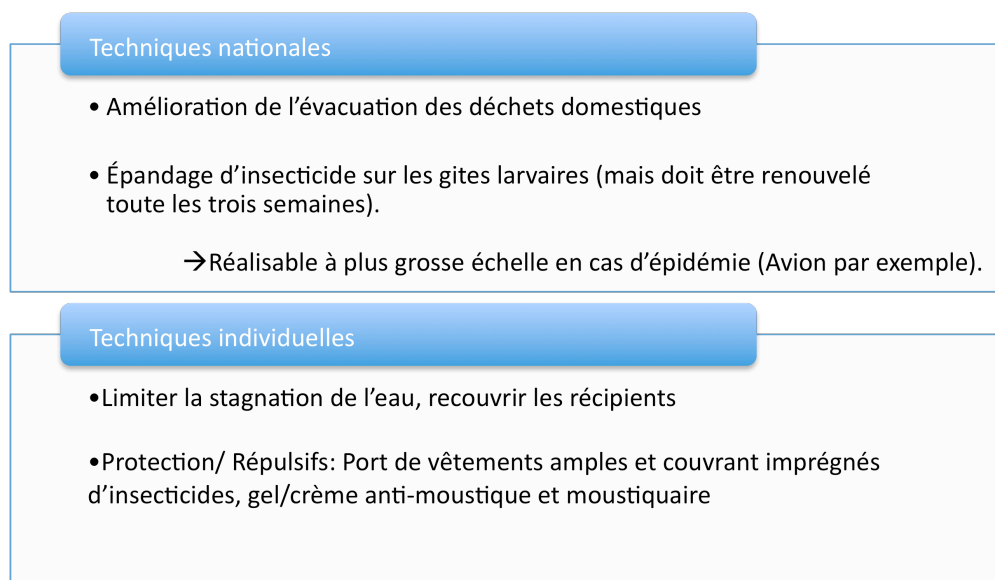 Techniques nationales
• Amélioration de l’évacuation des déchets domestiques
• Épandage d’insecticide sur les gites larvaires (mais doit être renouvelé
toute les trois semaines).
→Réalisable à plus grosse échelle en cas d’épidémie (Avion par exemple).
Techniques individuelles
•Limiter la stagnation de l’eau, recouvrir les récipients
•Protection/ Répulsifs: Port de vêtements amples et couvrant imprégnés
d’insecticides, gel/crème anti-moustique et moustiquaire